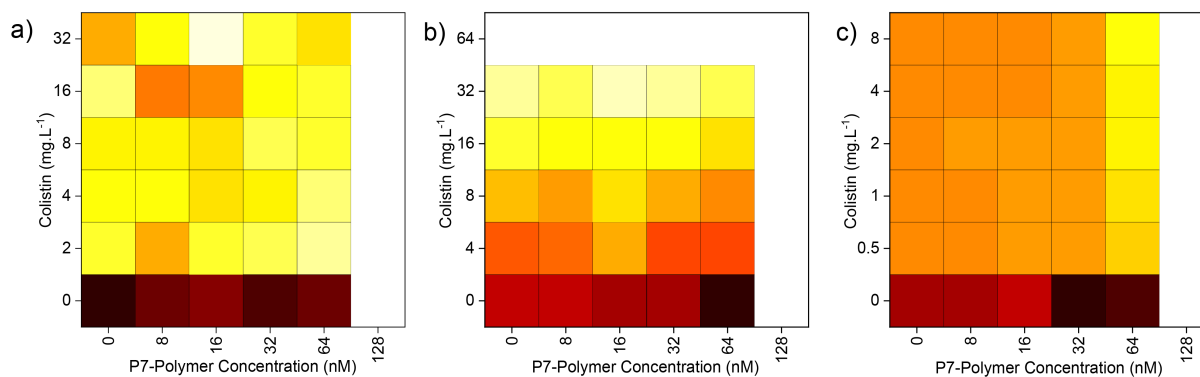 a)
Colistin (mg.L⁻¹)
32
16
8
4
2
0
0 8 16 32 64 128
P7-Polymer Concentration (nM)
b)
Colistin (mg.L⁻¹)
64
32
16
8
4
0
0 8 16 32 64 128
P7-Polymer Concentration (nM)
c)
Colistin (mg.L⁻¹)
8
4
2
1
0.5
0
0 8 16 32 64 128
P7-Polymer Concentration (nM)